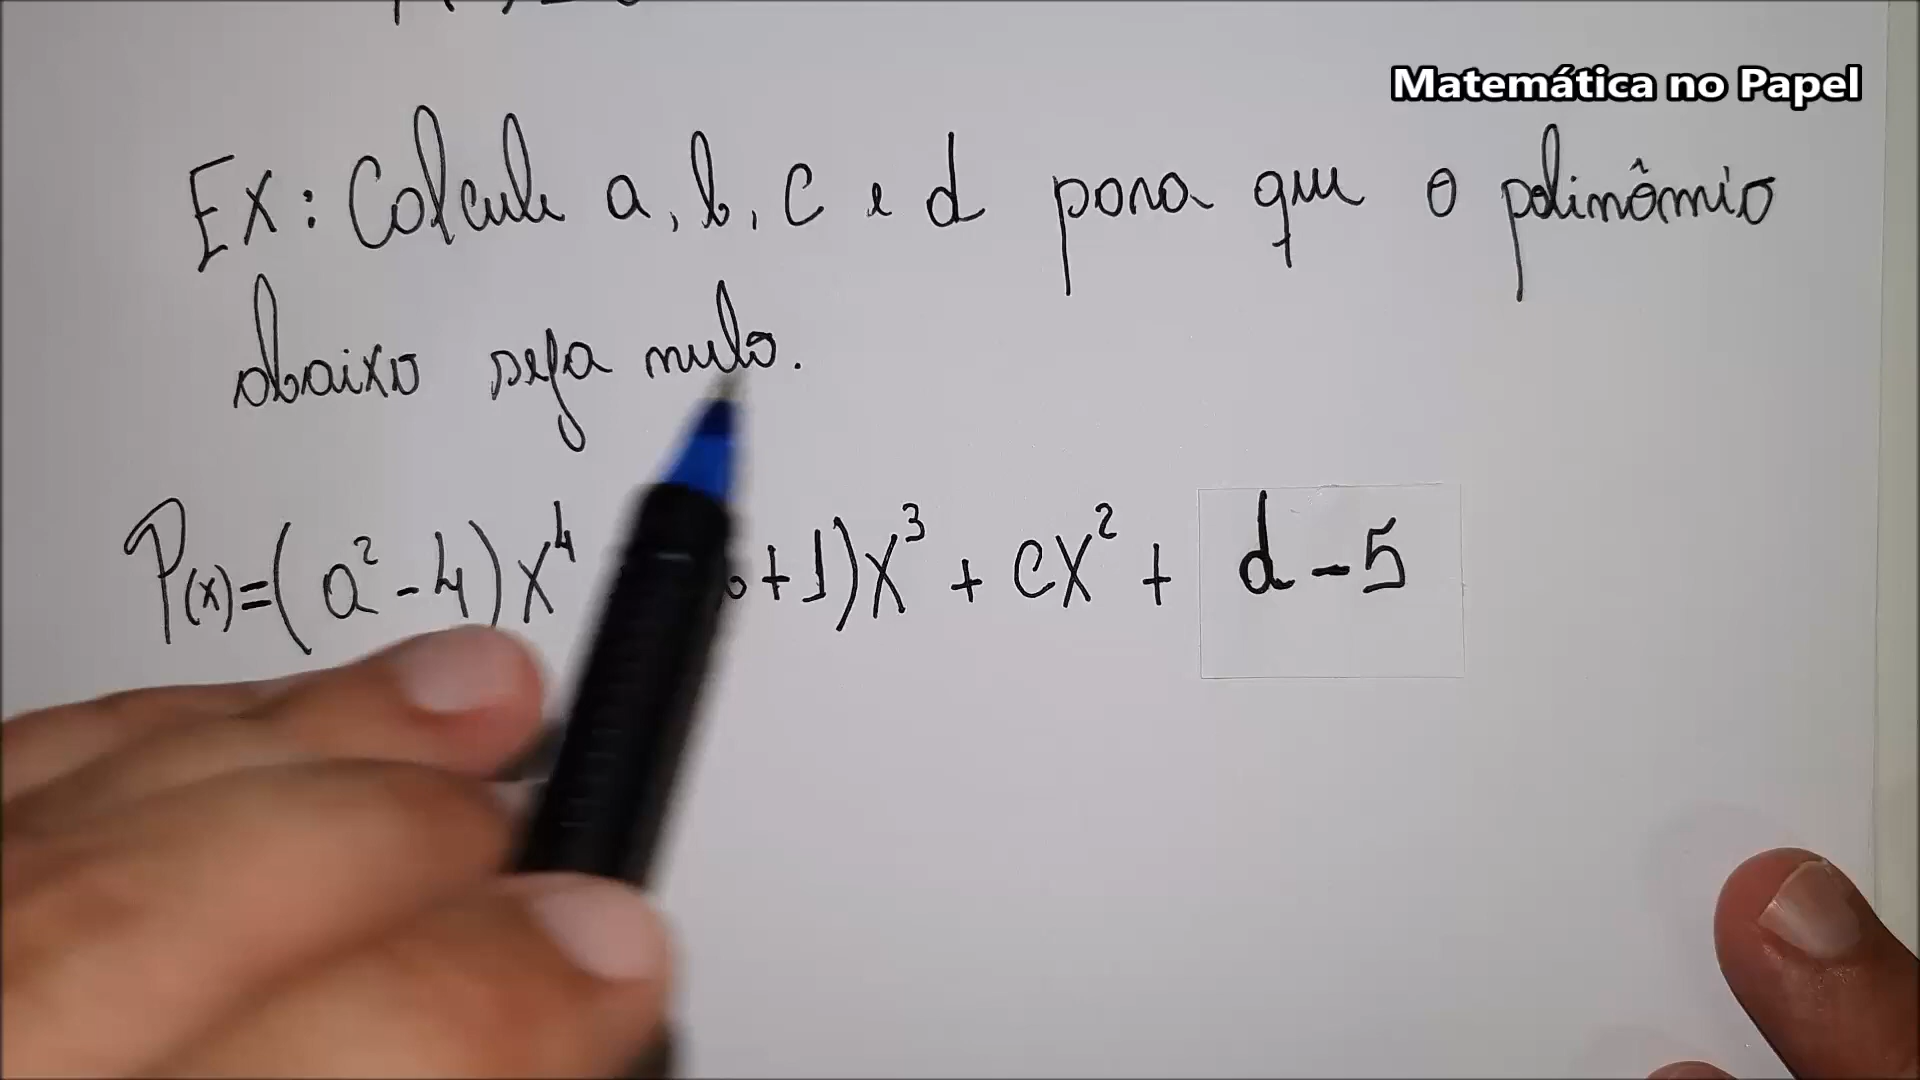 Matemática no Papel
Ex: Calcule a, b, c e d para que o polinômio
abaixo seja nulo.
P(x)=(a²-4)x⁴ +1)x³ + cx² + d-5